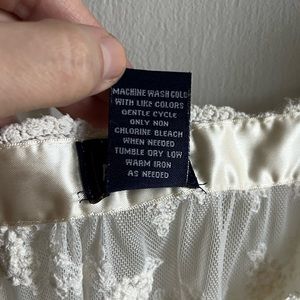 MACHINE WASH COLD
WITH LIKE COLORS
GENTLE CYCLE
ONLY NON
CHLORINE BLEACH
WHEN NEEDED
TUMBLE DRY LOW
WARM IRON
AS NEEDED